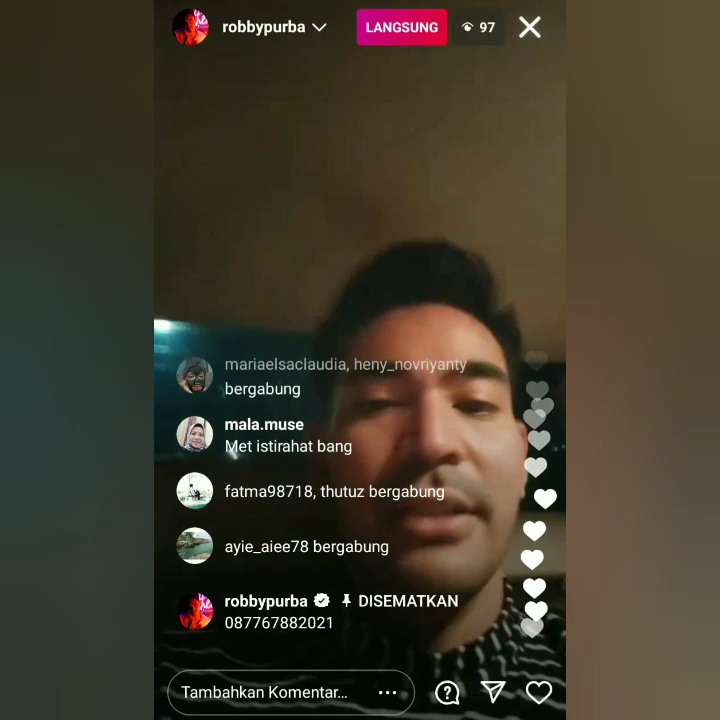 robbypurba
LANGSUNG
97
mariaelsaclaudia, heny_novriyanty
bergabung
mala.muse
Met istirahat bang
fatma98718, thutuz bergabung
ayie_aiee78 bergabung
robbypurba DISEMATKAN
087767882021
Tambahkan Komentar...